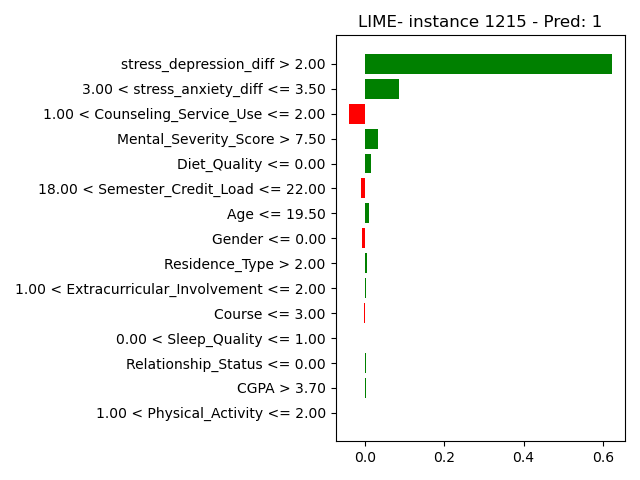 LIME- instance 1215 - Pred: 1
stress_depression_diff > 2.00
3.00 < stress_anxiety_diff <= 3.50
1.00 < Counseling_Service_Use <= 2.00
Mental_Severity_Score > 7.50
Diet_Quality <= 0.00
18.00 < Semester_Credit_Load <= 22.00
Age <= 19.50
Gender <= 0.00
Residence_Type > 2.00
1.00 < Extracurricular_Involvement <= 2.00
Course <= 3.00
0.00 < Sleep_Quality <= 1.00
Relationship_Status <= 0.00
CGPA > 3.70
1.00 < Physical_Activity <= 2.00
0.0 0.2 0.4 0.6